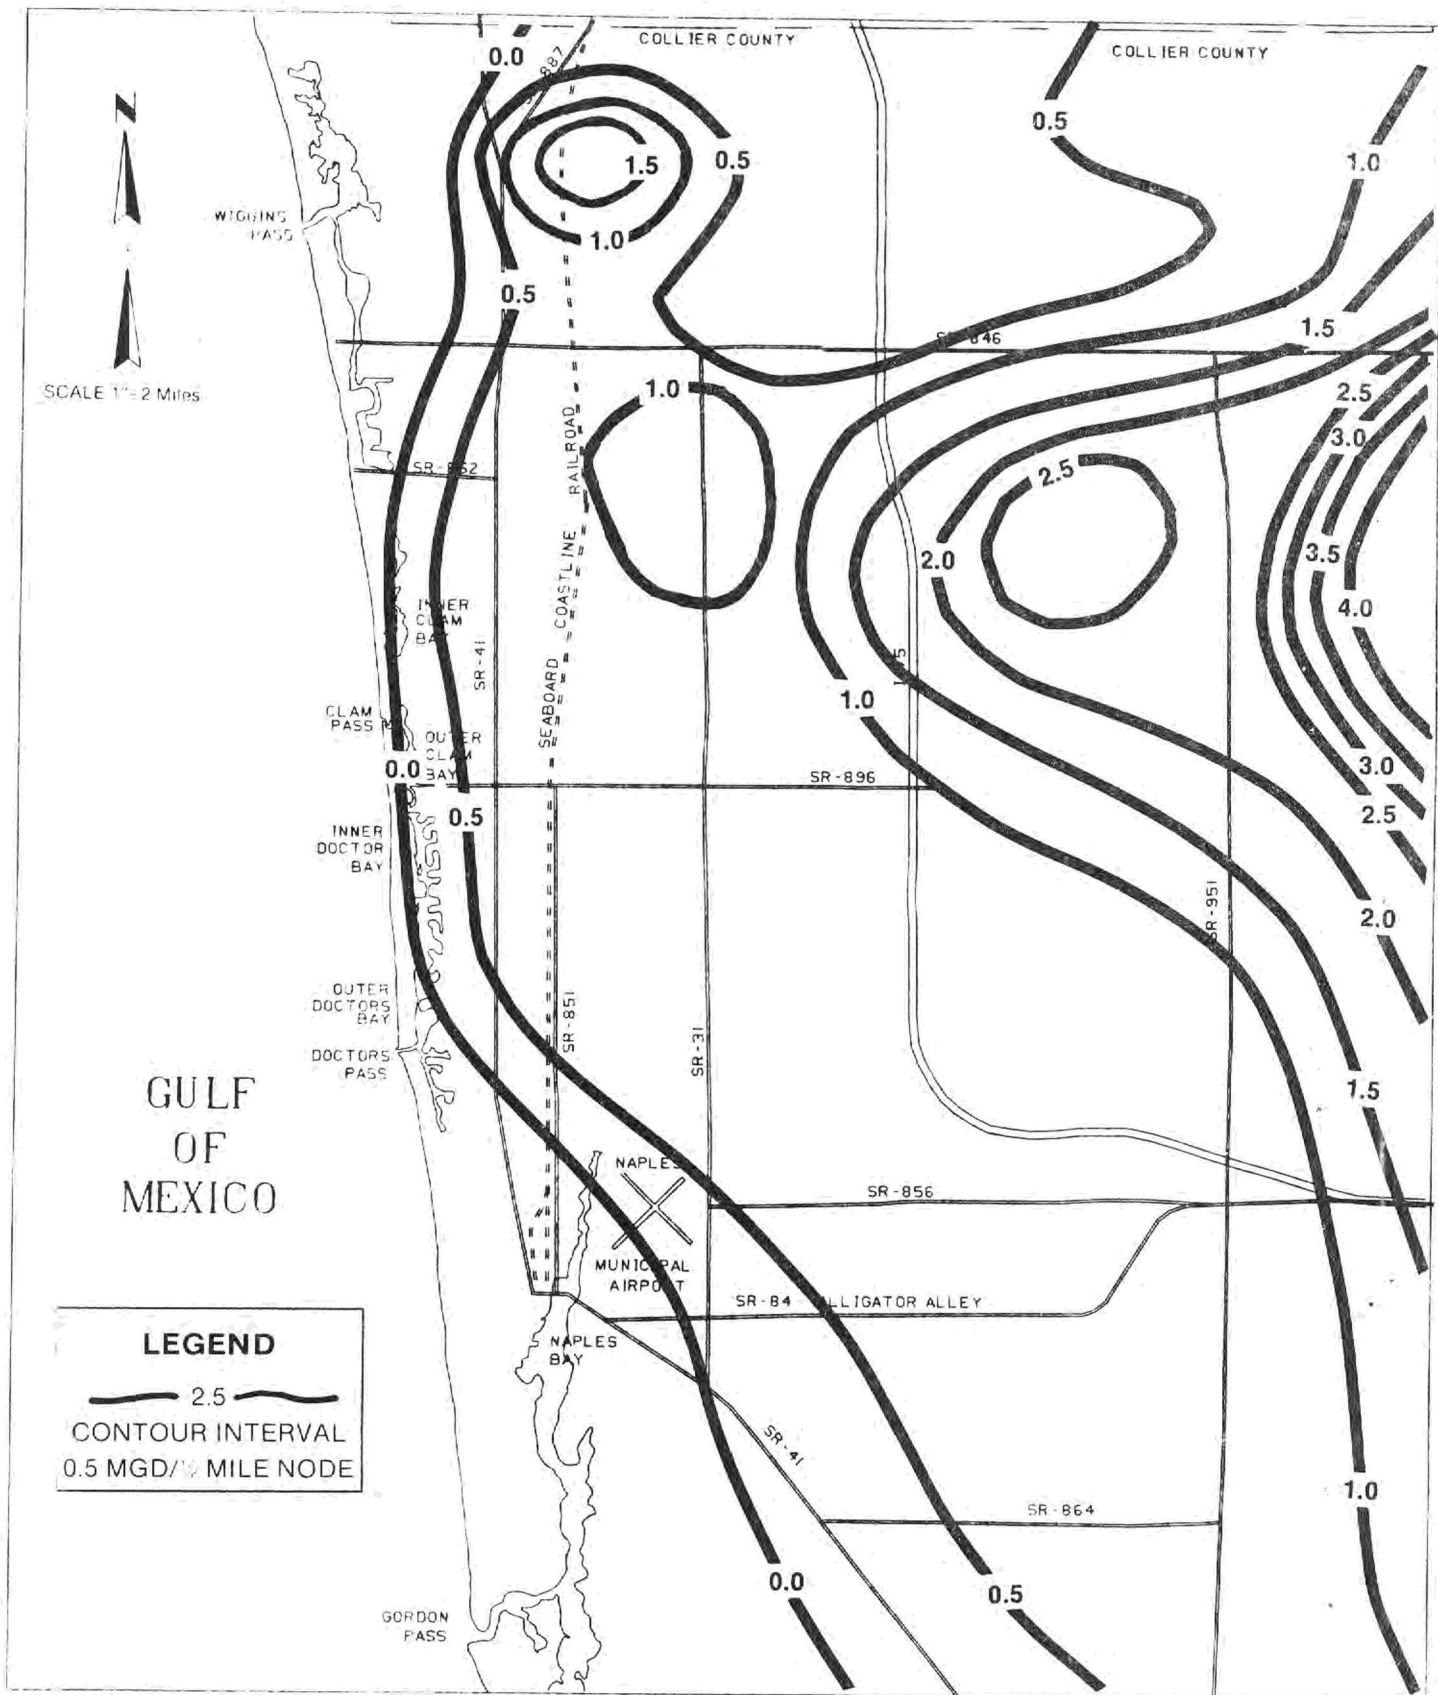 COLLIER COUNTY
COLLIER COUNTY
0.0
887
0.5
1.0
N
1.5
0.5
WIGGINS
PASS
1.0
0.5
1.5
SR-846
SCALE 1"=2 Miles
1.0
2.5
3.0
SR-862
RAILROAD
COASTLINE
SEABOARD
2.5
2.0
3.5
4.0
INNER
CLAM
BAY
SR-41
1.0
CLAM
PASS
OUTER
CLAM
BAY
0.0
SR-896
3.0
0.5
2.5
INNER
DOCTOR
BAY
SR-951
2.0
OUTER
DOCTORS
BAY
SR-851
SR-31
DOCTORS
PASS
1.5
GULF
OF
MEXICO
NAPLES
SR-856
MUNICIPAL
AIRPORT
SR-84 ALLIGATOR ALLEY
NAPLES
BAY
LEGEND
2.5
CONTOUR INTERVAL
0.5 MGD/½ MILE NODE
SR-41
1.0
SR-864
0.0
0.5
GORDON
PASS